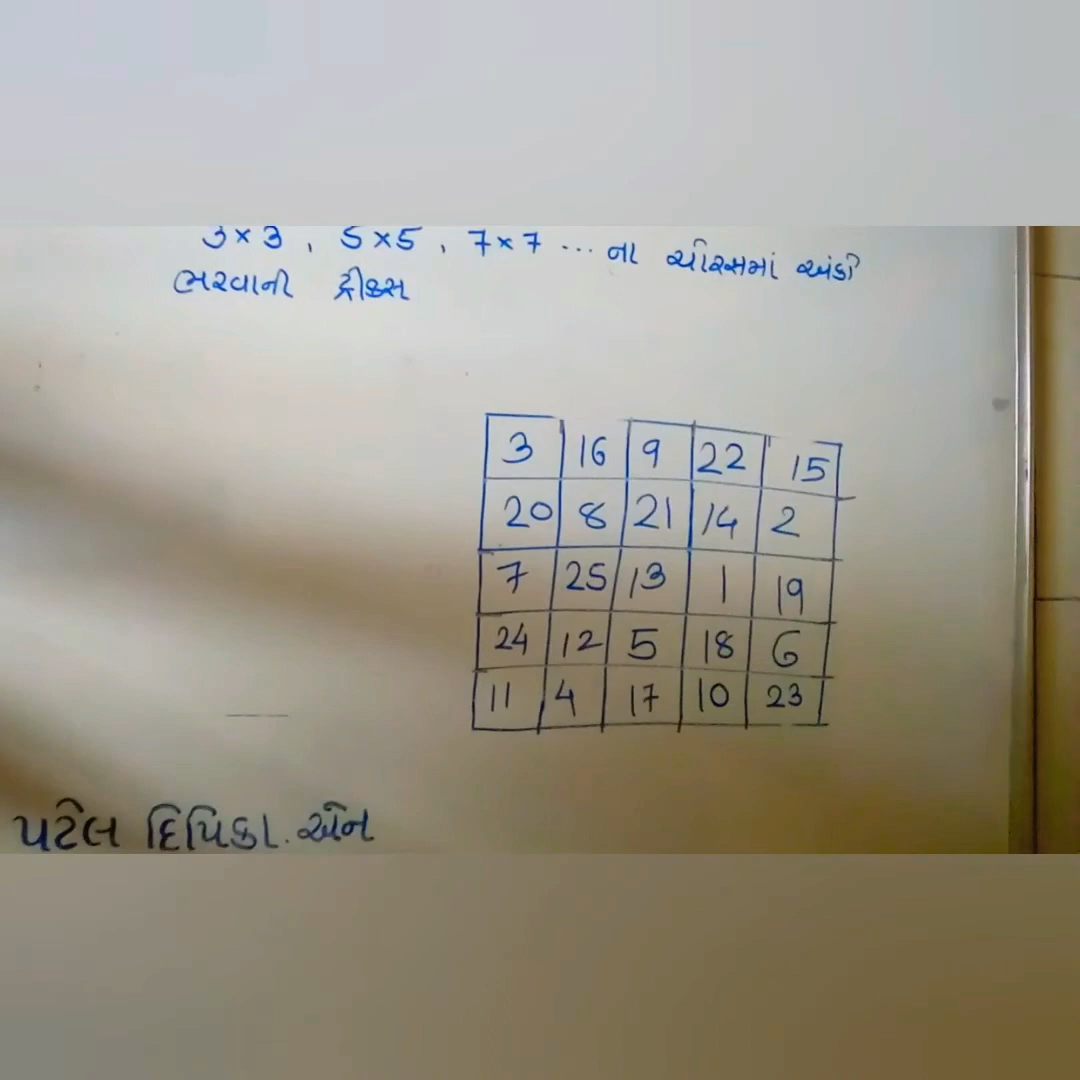 3×3, 5×5, 7×7 ... ના ચોરસમાં અંકો
ભરવાની ટ્રીક્સ
3 16 9 22 15
20 8 21 14 2
7 25 13 1 19
24 12 5 18 6
11 4 17 10 23
પટેલ દિપિકા. એન